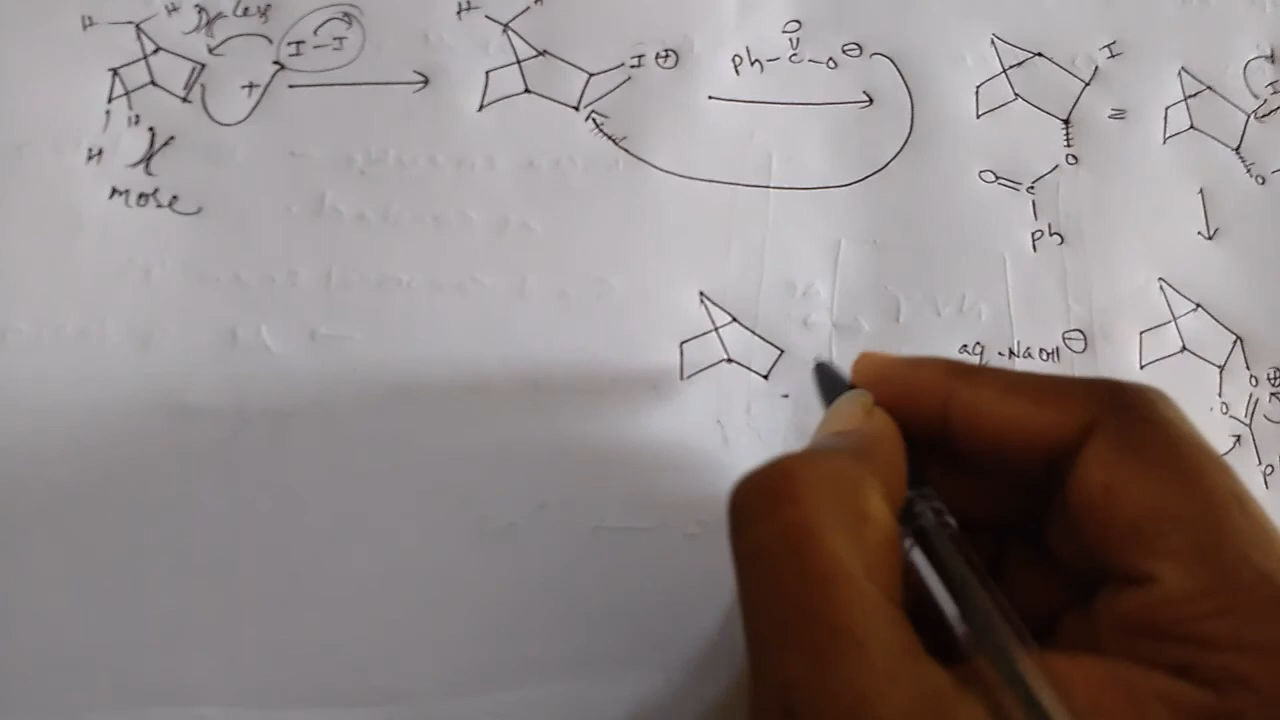 H H less
I-I
+
H H
more
H H
I ⊕
O
Ph-C-O ⊖
I
O
O C
Ph
=
I
O
aq. NaOH ⊖
O ⊕
O
P